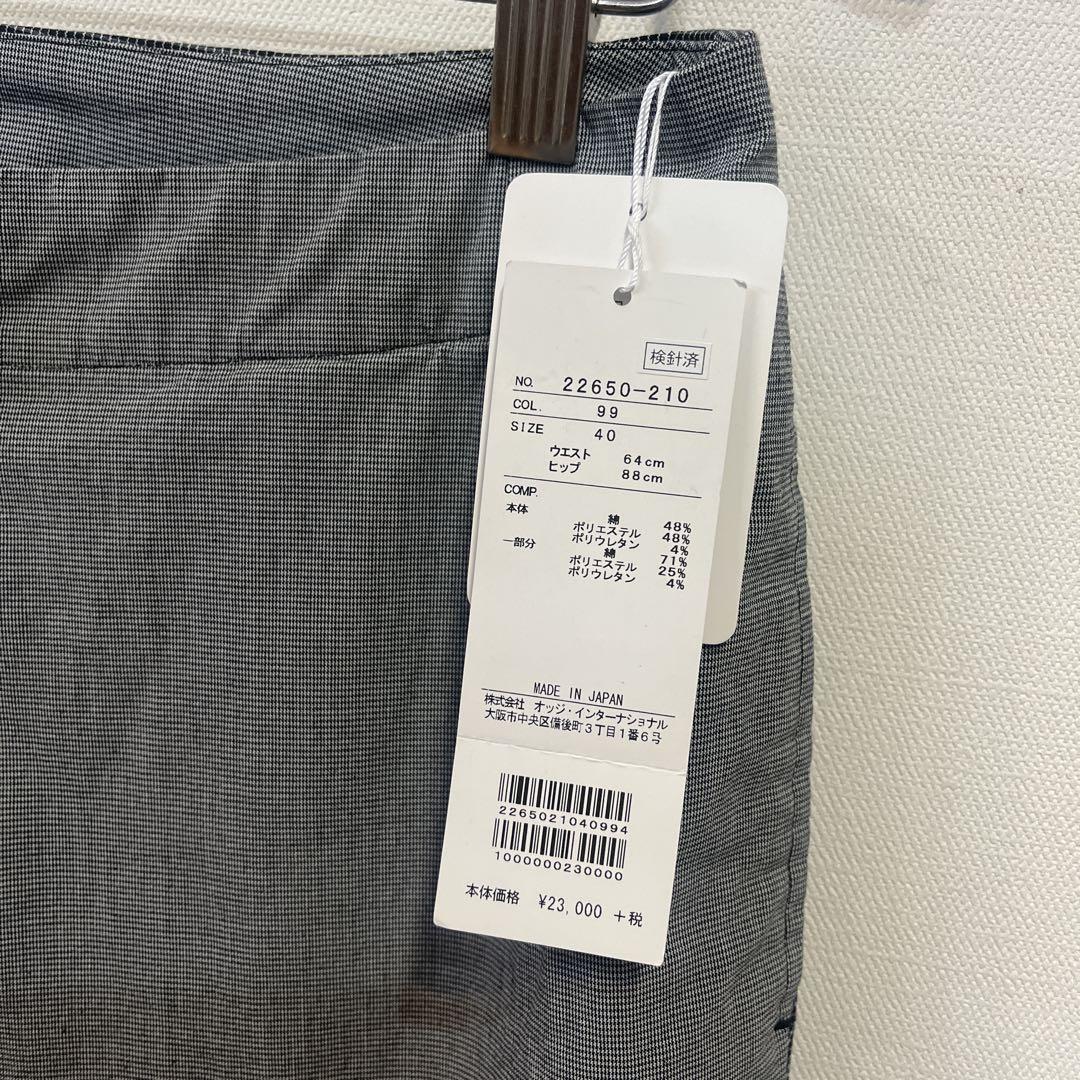 検針済
NO. 22650-210
COL. 99
SIZE 40
ウエスト 64cm
ヒップ 88cm
COMP.
本体 綿 48%
ポリエステル 48%
ポリウレタン 4%
一部分 綿 71%
ポリエステル 25%
ポリウレタン 4%
MADE IN JAPAN
株式会社 オッジ・インターナショナル
大阪市中央区備後町3丁目1番6号
2265021040994
1000000230000
本体価格 ¥23,000 +税